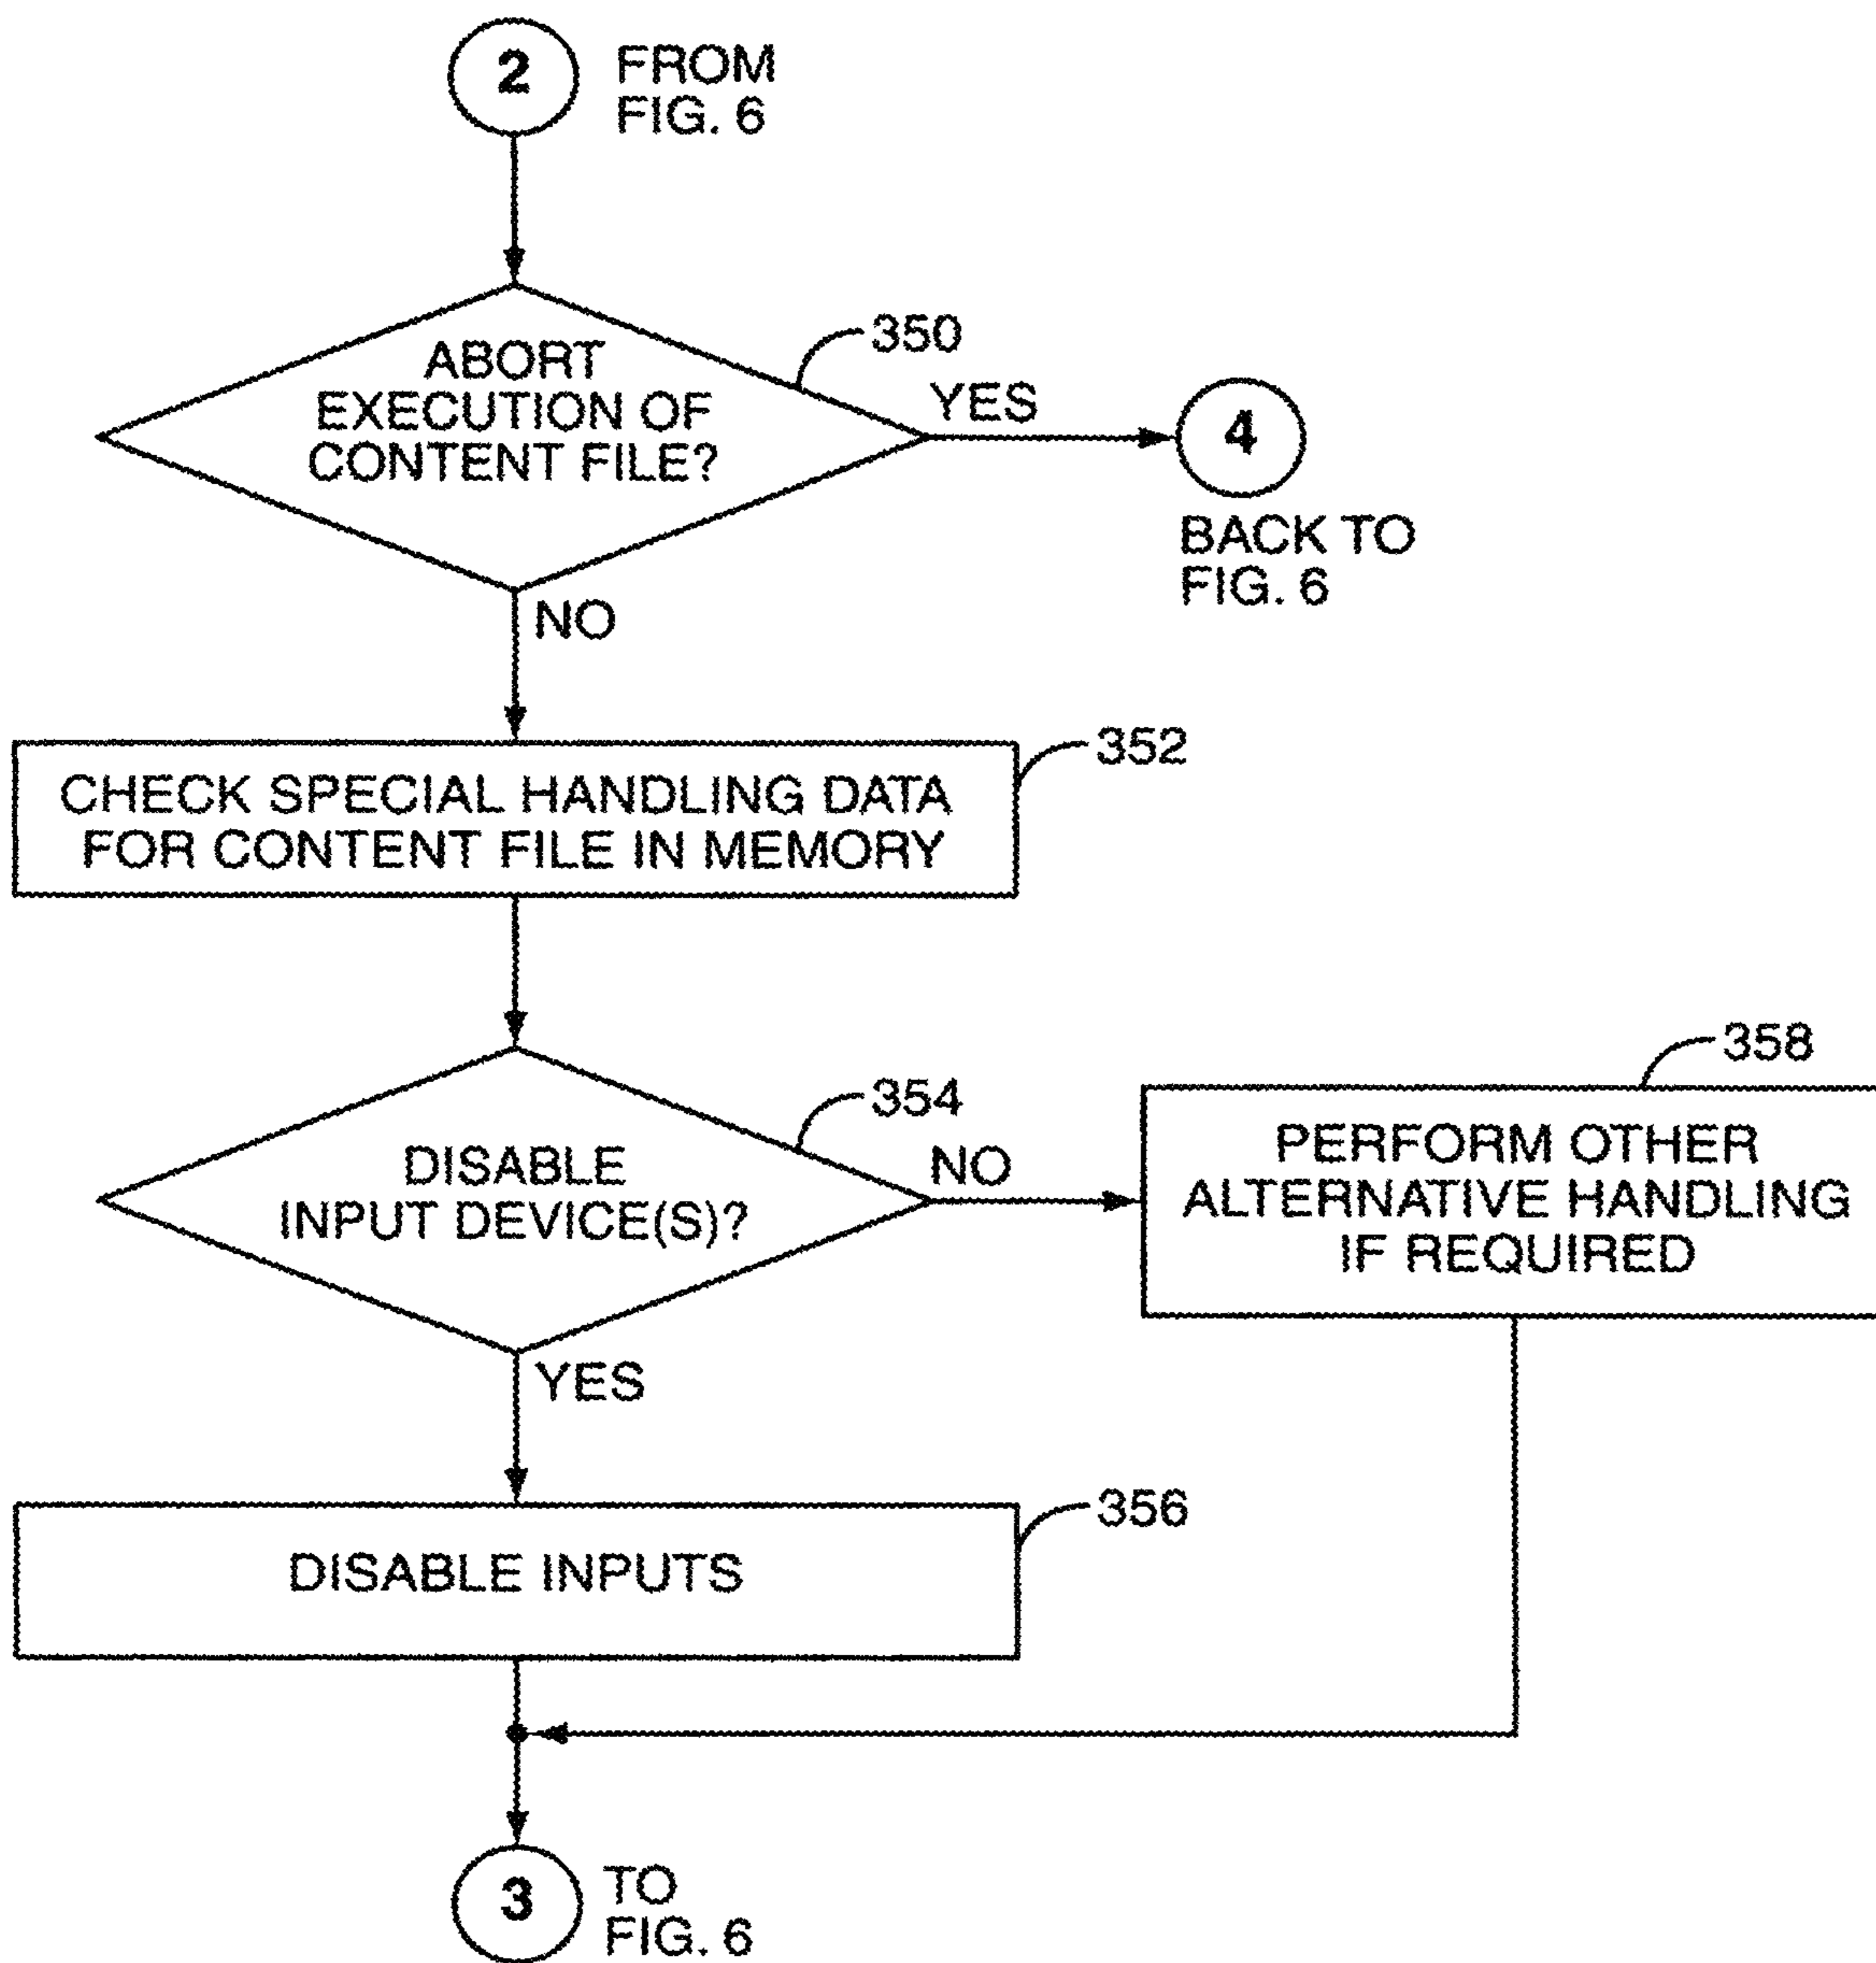 2
FROM
FIG. 6
ABORT
EXECUTION OF
CONTENT FILE?
350
YES
4
BACK TO
FIG. 6
NO
CHECK SPECIAL HANDLING DATA
FOR CONTENT FILE IN MEMORY
352
DISABLE
INPUT DEVICE(S)?
354
NO
358
PERFORM OTHER
ALTERNATIVE HANDLING
IF REQUIRED
YES
DISABLE INPUTS
356
3
TO
FIG. 6